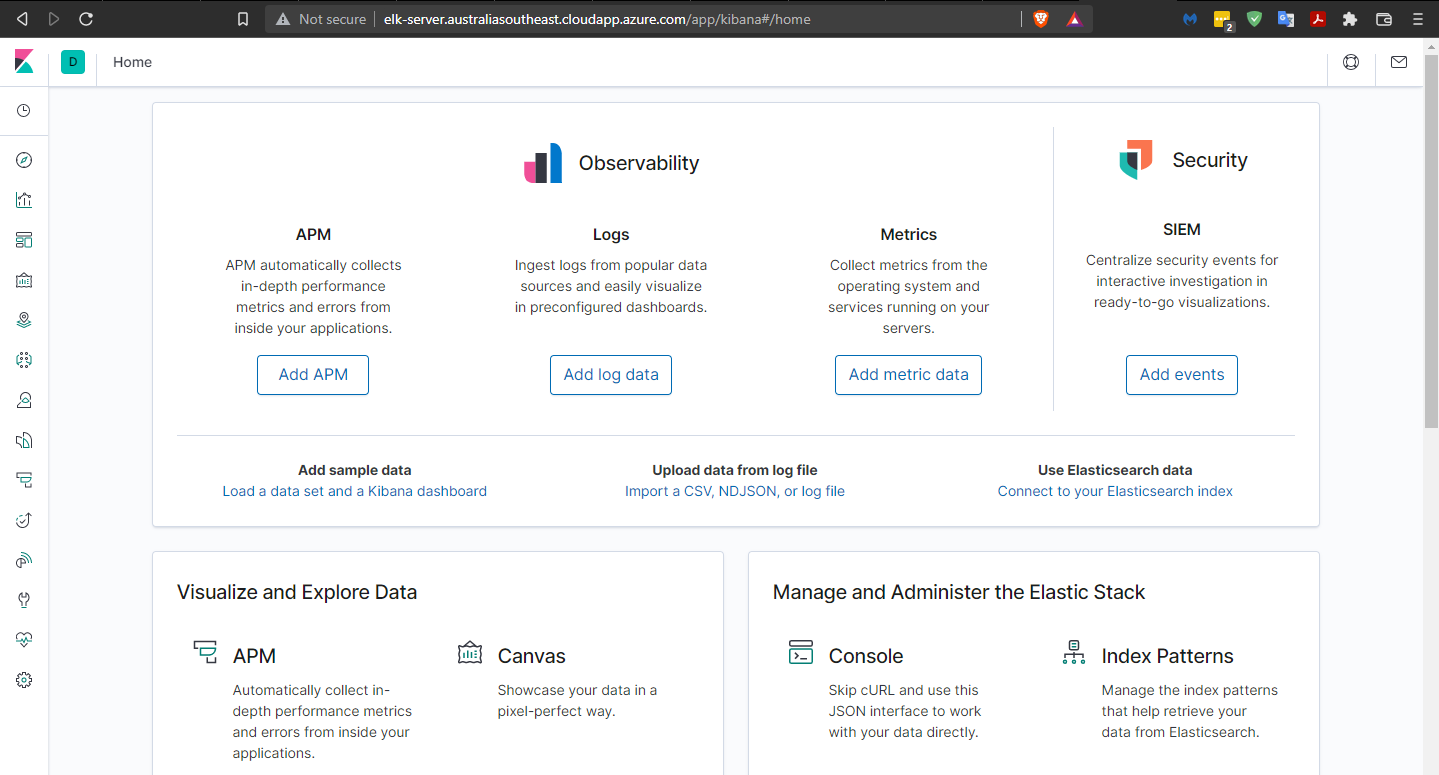 Not secure elk-server.australiasoutheast.cloudapp.azure.com/app/kibana#/home
2
D Home
Observability
Security
APM
APM automatically collects
in-depth performance
metrics and errors from
inside your applications.
Add APM
Logs
Ingest logs from popular data
sources and easily visualize
in preconfigured dashboards.
Add log data
Metrics
Collect metrics from the
operating system and
services running on your
servers.
Add metric data
SIEM
Centralize security events for
interactive investigation in
ready-to-go visualizations.
Add events
Add sample data
Load a data set and a Kibana dashboard
Upload data from log file
Import a CSV, NDJSON, or log file
Use Elasticsearch data
Connect to your Elasticsearch index
Visualize and Explore Data
APM
Automatically collect in-
depth performance metrics
and errors from inside your
applications.
Canvas
Showcase your data in a
pixel-perfect way.
Manage and Administer the Elastic Stack
Console
Skip cURL and use this
JSON interface to work
with your data directly.
Index Patterns
Manage the index patterns
that help retrieve your
data from Elasticsearch.